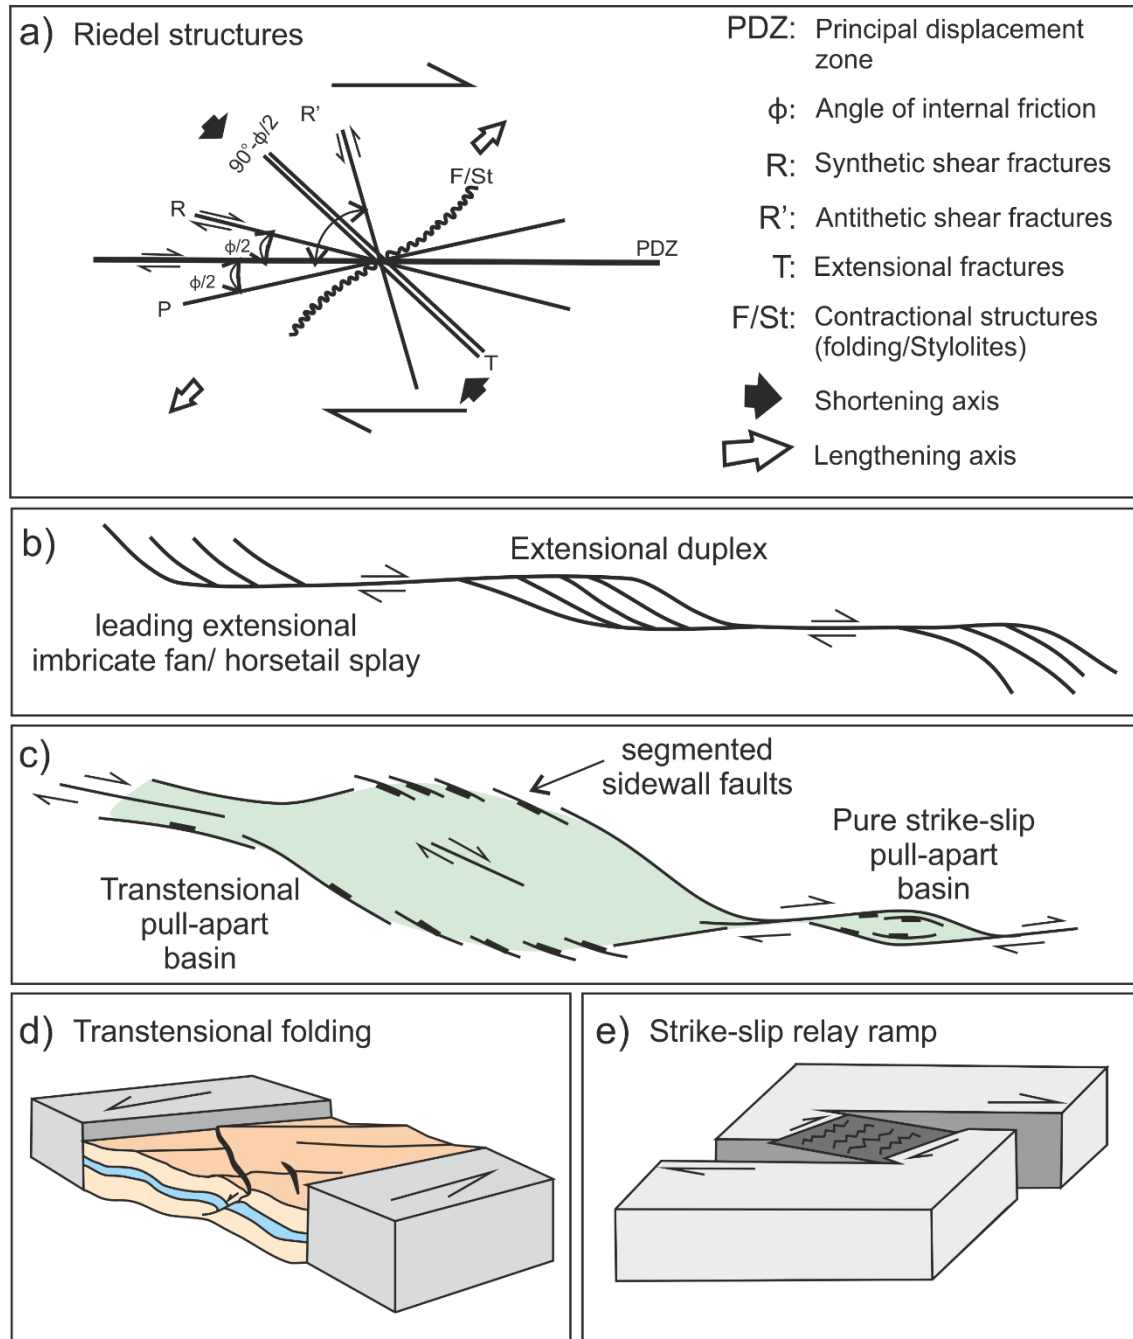 a) Riedel structures
R'
90°-ϕ/2
F/St
R
ϕ/2
PDZ
ϕ/2
P
T
PDZ: Principal displacement
zone
ϕ: Angle of internal friction
R: Synthetic shear fractures
R': Antithetic shear fractures
T: Extensional fractures
F/St: Contractional structures
(folding/Stylolites)
Shortening axis
Lengthening axis
b)
Extensional duplex
leading extensional
imbricate fan/ horsetail splay
c)
segmented
sidewall faults
Pure strike-slip
pull-apart
basin
Transtensional
pull-apart
basin
d) Transtensional folding
e) Strike-slip relay ramp